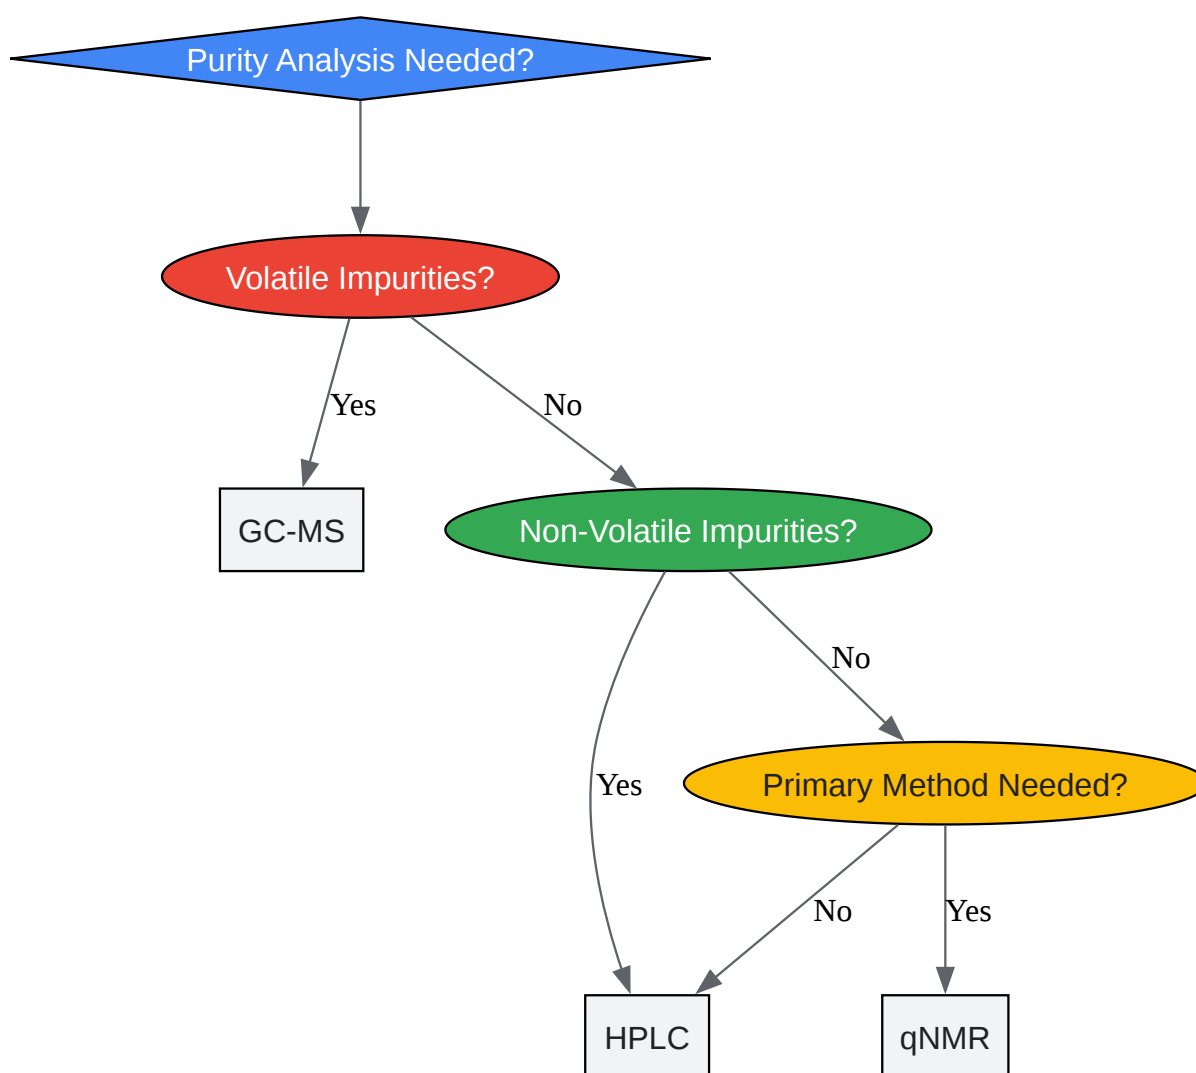 Purity Analysis Needed?
Volatile Impurities?
Yes
No
GC-MS
Non-Volatile Impurities?
No
Yes
Primary Method Needed?
No
Yes
HPLC
qNMR